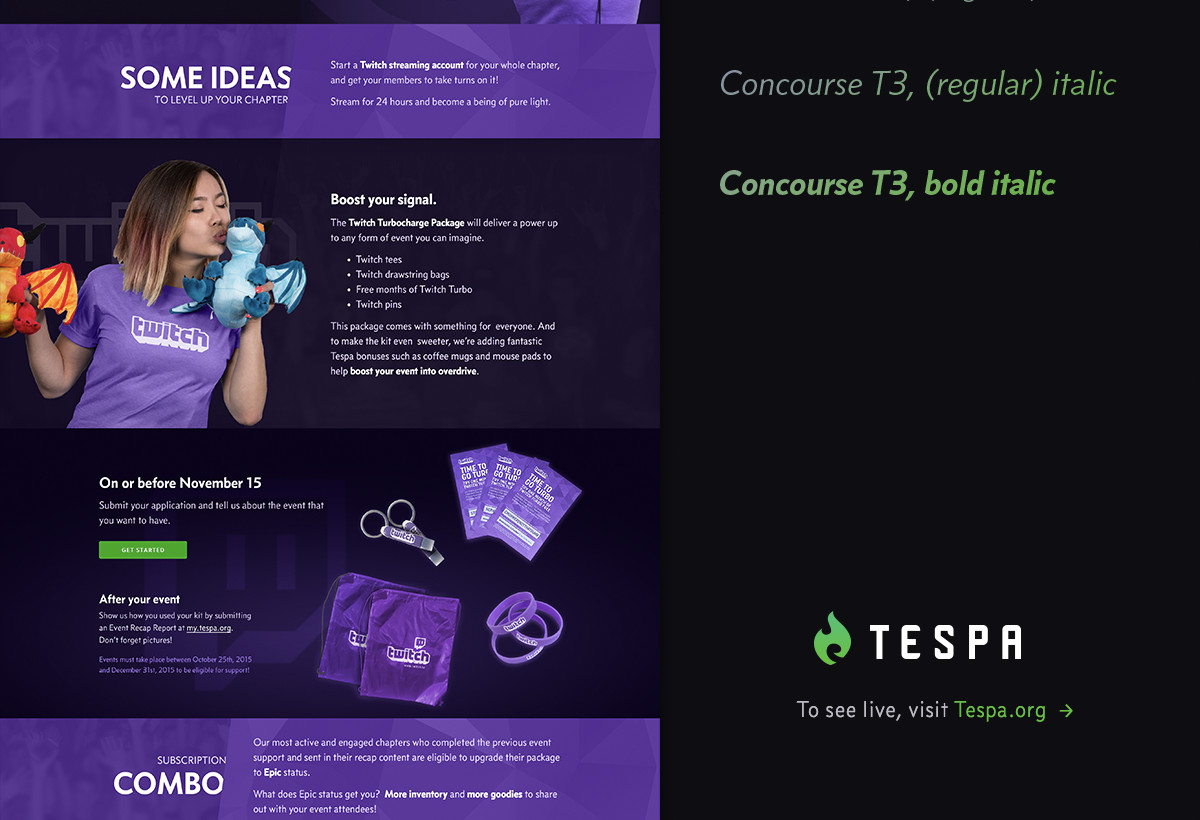 SOME IDEAS
TO LEVEL UP YOUR CHAPTER
Start a Twitch streaming account for your whole chapter,
and get your members to take turns on it!
Stream for 24 hours and become a being of pure light.
twitch
Boost your signal.
The Twitch Turbocharge Package will deliver a power up
to any form of event you can imagine.
• Twitch tees
• Twitch drawstring bags
• Free months of Twitch Turbo
• Twitch pins
This package comes with something for everyone. And
to make the kit even sweeter, we’re adding fantastic
Tespa bonuses such as coffee mugs and mouse pads to
help boost your event into overdrive.
On or before November 15
Submit your application and tell us about the event that
you want to have.
GET STARTED
After your event
Show us how you used your kit by submitting
an Event Recap Report at my.tespa.org.
Don’t forget pictures!
Events must take place between October 25th, 2015
and December 31st, 2015 to be eligible for support!
twitch
TIME TO
GO TURBO
twitch
twitch
SUBSCRIPTION
COMBO
Our most active and engaged chapters who completed the previous event
support and sent in their recap content are eligible to upgrade their package
to Epic status.
What does Epic status get you? More inventory and more goodies to share
out with your event attendees!
Concourse T3, (regular) italic
Concourse T3, bold italic
TESPA
To see live, visit Tespa.org →